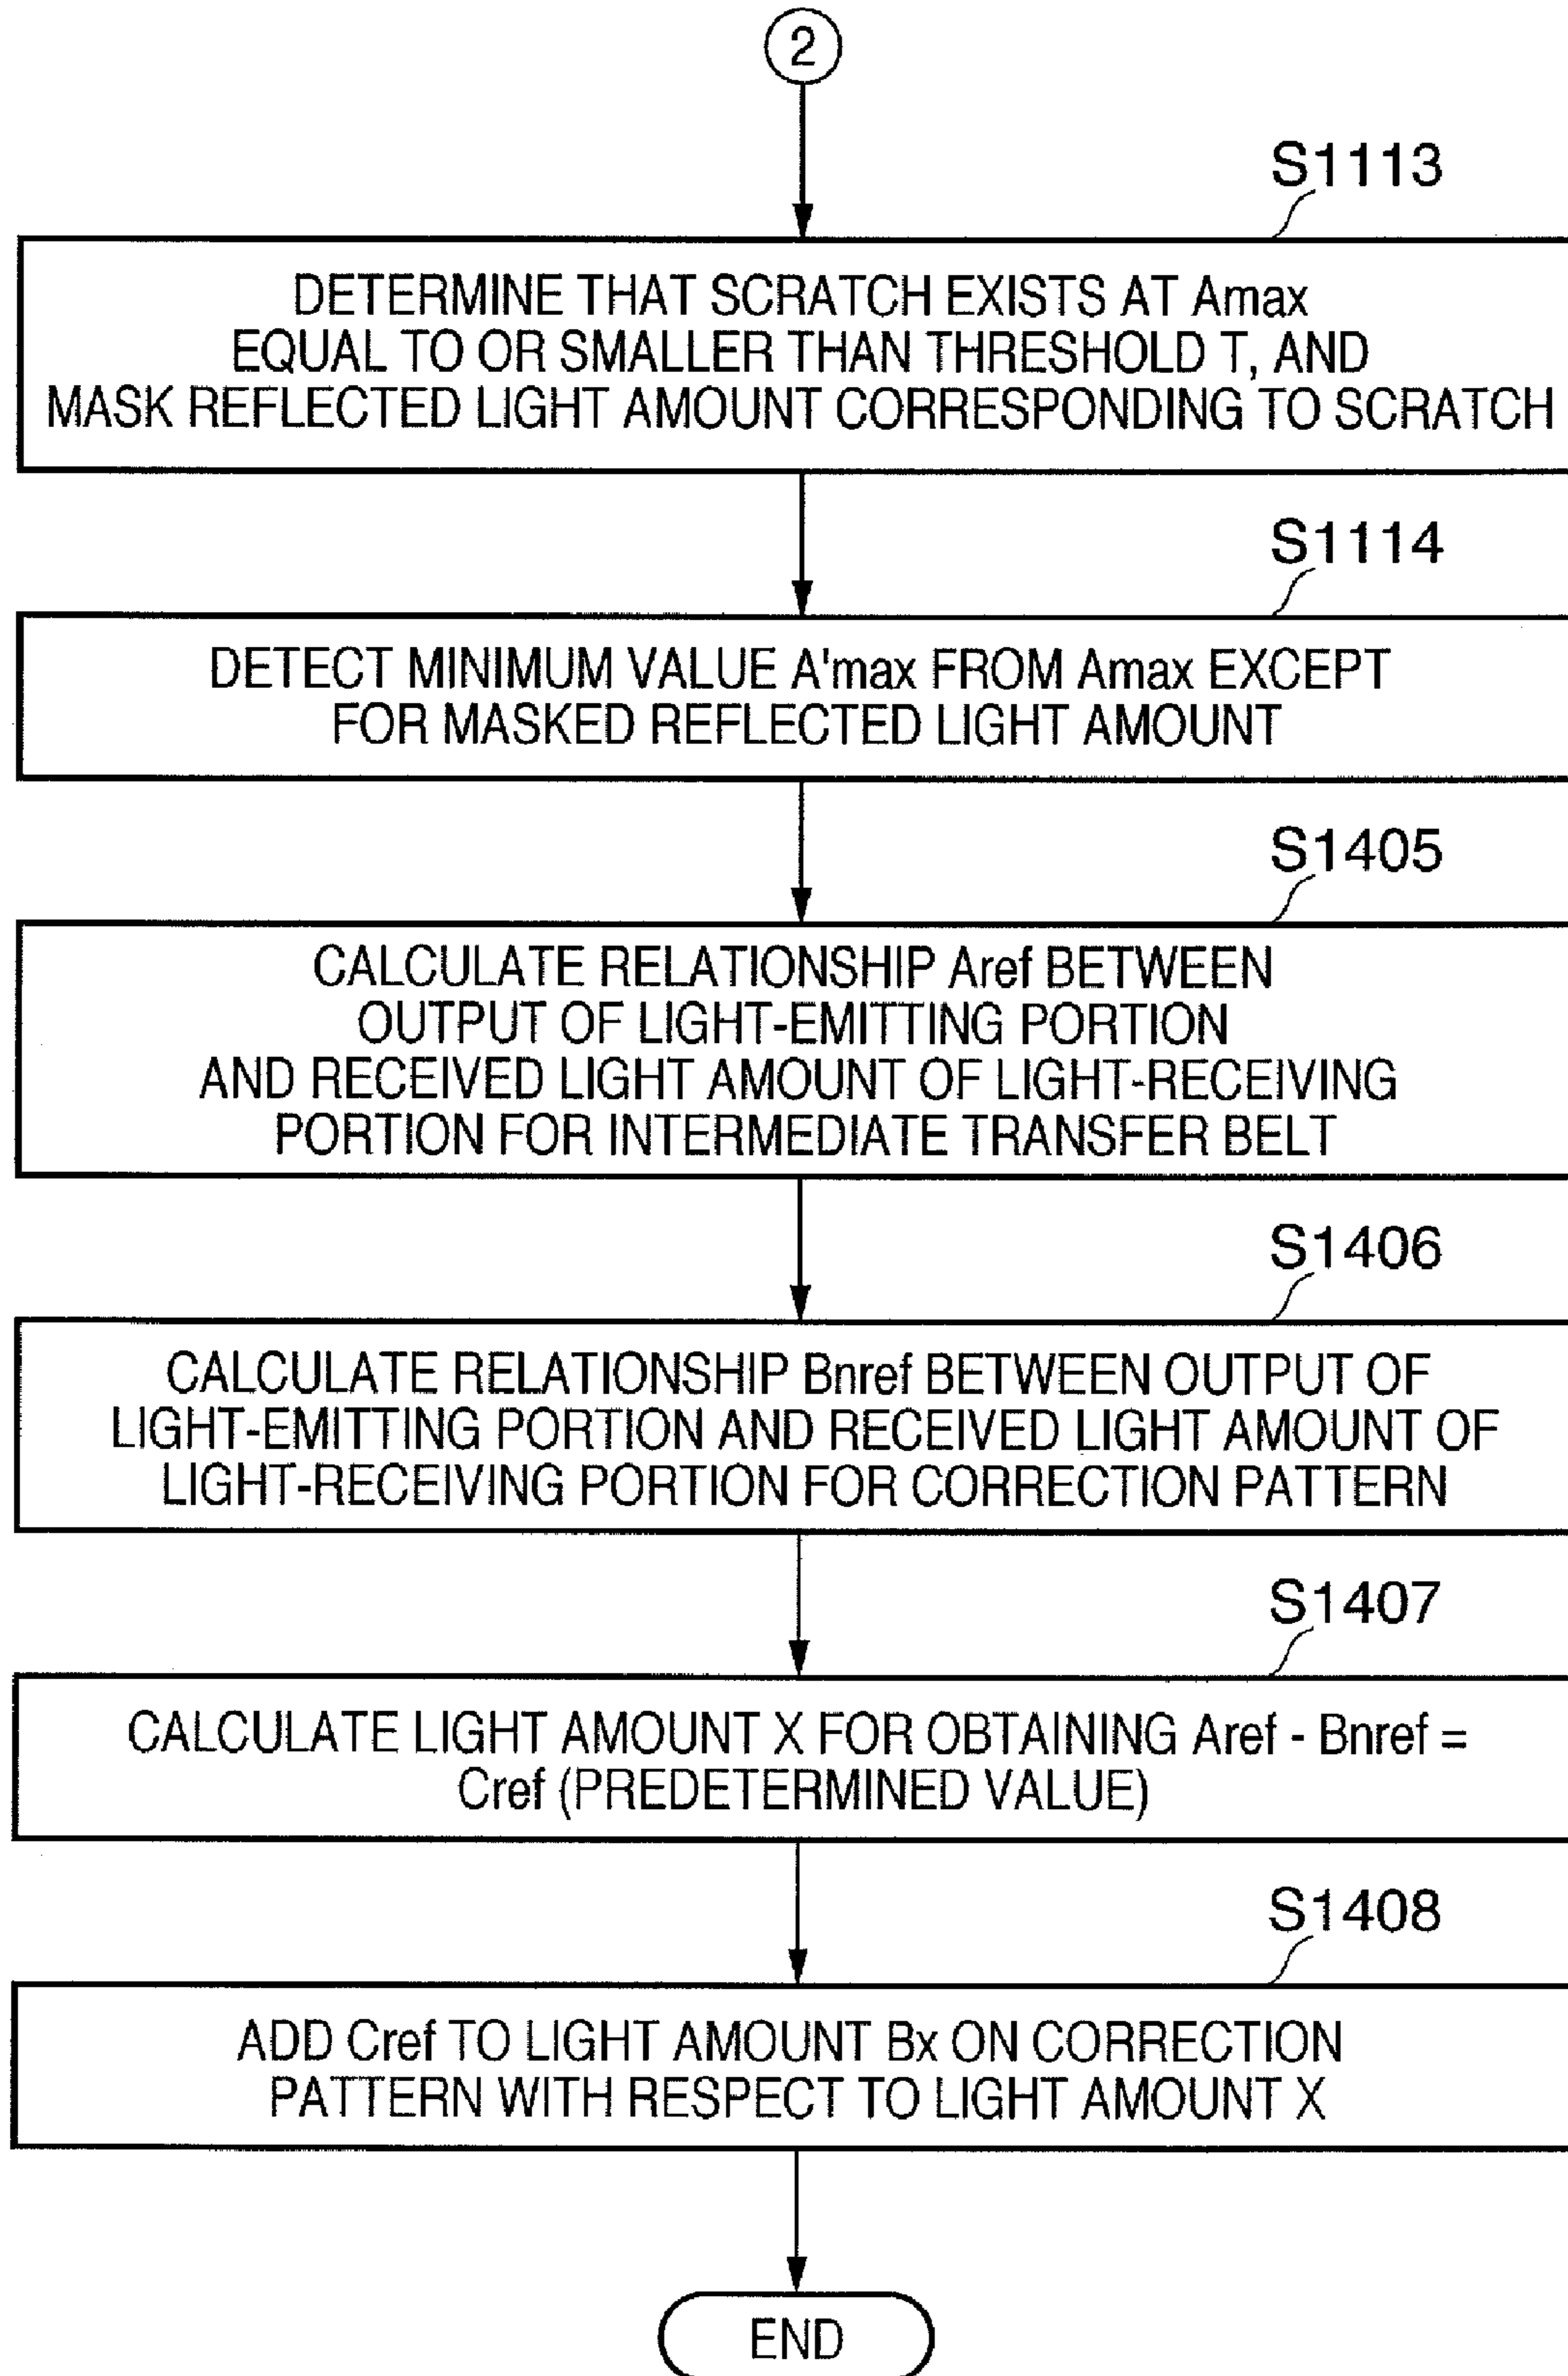 2
S1113
DETERMINE THAT SCRATCH EXISTS AT Amax
EQUAL TO OR SMALLER THAN THRESHOLD T, AND
MASK REFLECTED LIGHT AMOUNT CORRESPONDING TO SCRATCH
S1114
DETECT MINIMUM VALUE A'max FROM Amax EXCEPT
FOR MASKED REFLECTED LIGHT AMOUNT
S1405
CALCULATE RELATIONSHIP Aref BETWEEN
OUTPUT OF LIGHT-EMITTING PORTION
AND RECEIVED LIGHT AMOUNT OF LIGHT-RECEIVING
PORTION FOR INTERMEDIATE TRANSFER BELT
S1406
CALCULATE RELATIONSHIP Bnref BETWEEN OUTPUT OF
LIGHT-EMITTING PORTION AND RECEIVED LIGHT AMOUNT OF
LIGHT-RECEIVING PORTION FOR CORRECTION PATTERN
S1407
CALCULATE LIGHT AMOUNT X FOR OBTAINING Aref - Bnref =
Cref (PREDETERMINED VALUE)
S1408
ADD Cref TO LIGHT AMOUNT Bx ON CORRECTION
PATTERN WITH RESPECT TO LIGHT AMOUNT X
END